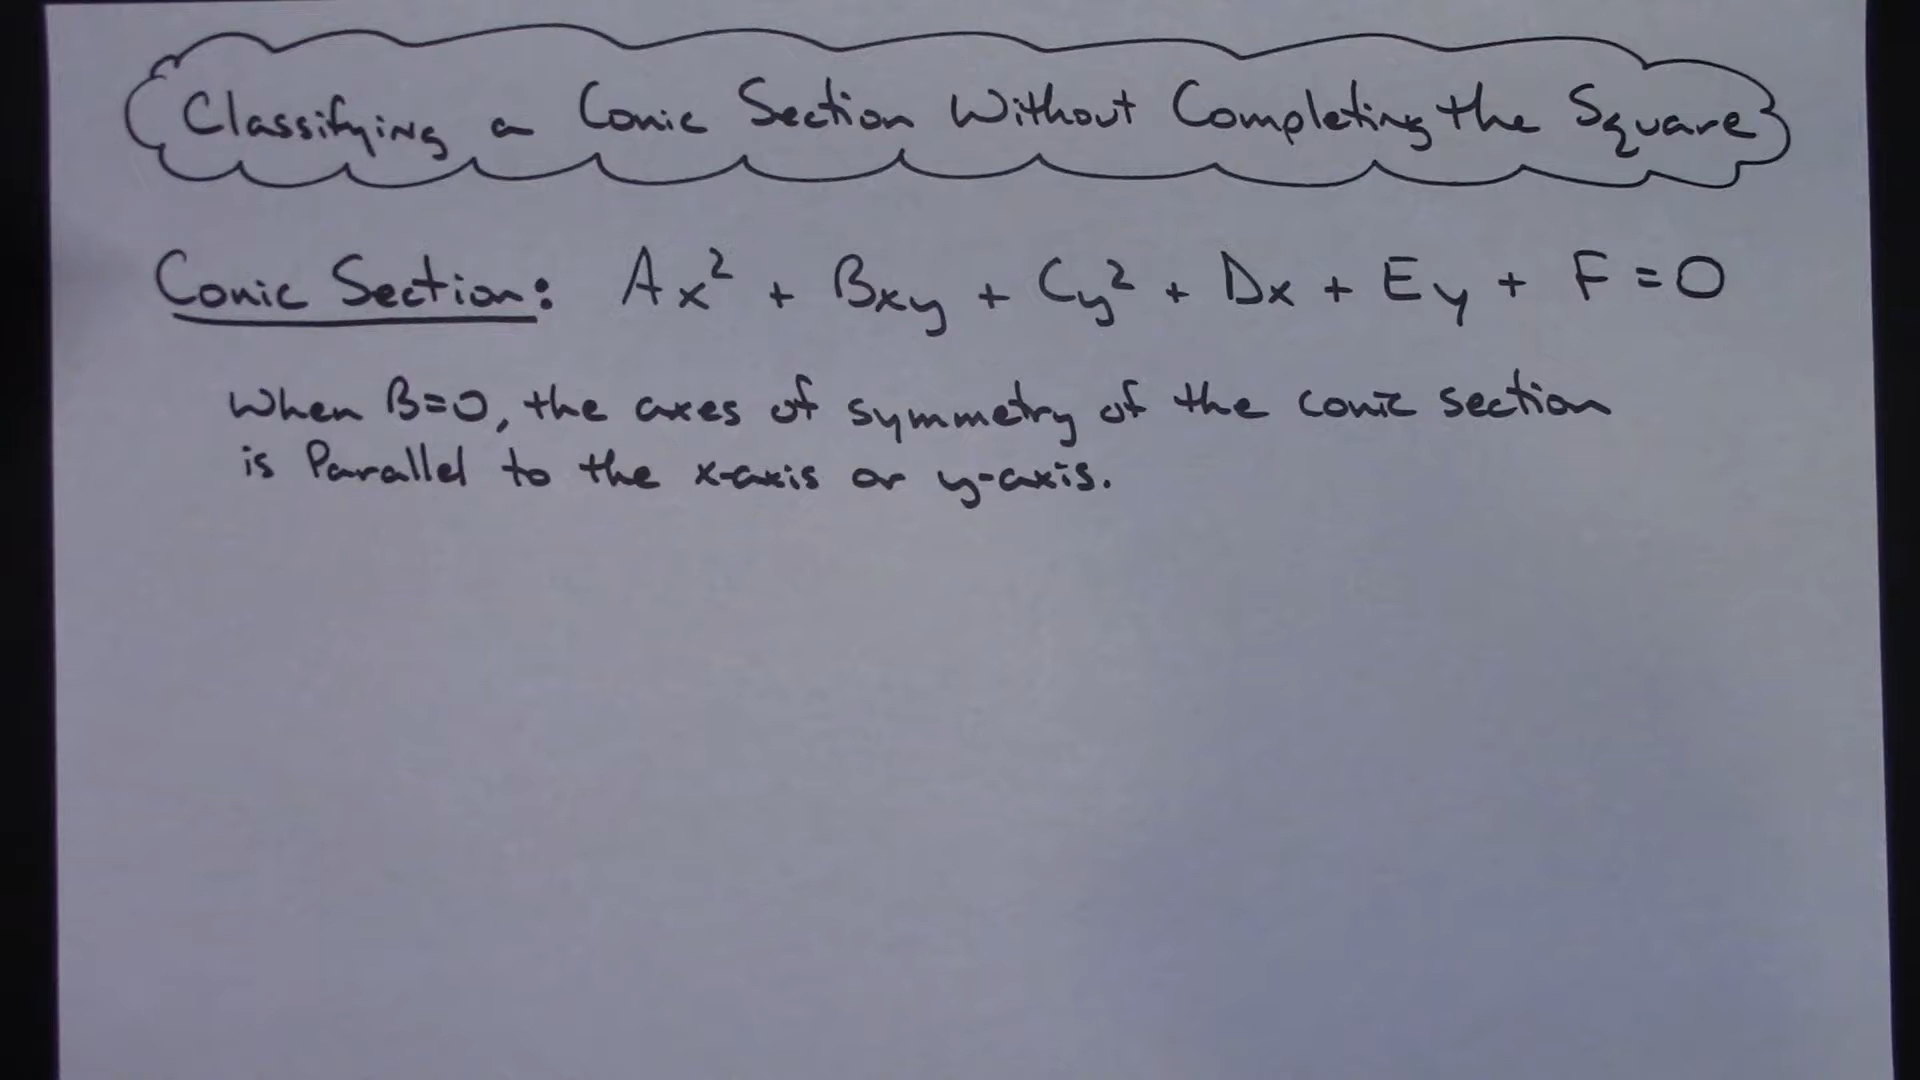 Classifying a Conic Section Without Completing the Square
Conic Section: Ax² + Bxy + Cy² + Dx + Ey + F = 0
When B=0, the axes of symmetry of the conic section
is Parallel to the x-axis or y-axis.